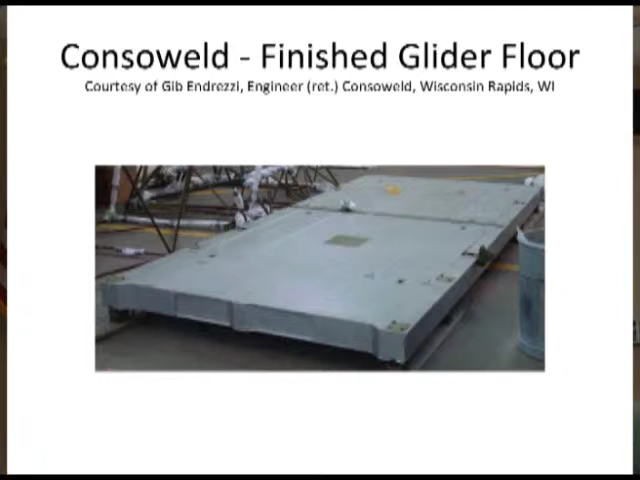 Consoweld - Finished Glider Floor
Courtesy of Gib Endrezzi, Engineer (ret.) Consoweld, Wisconsin Rapids, WI